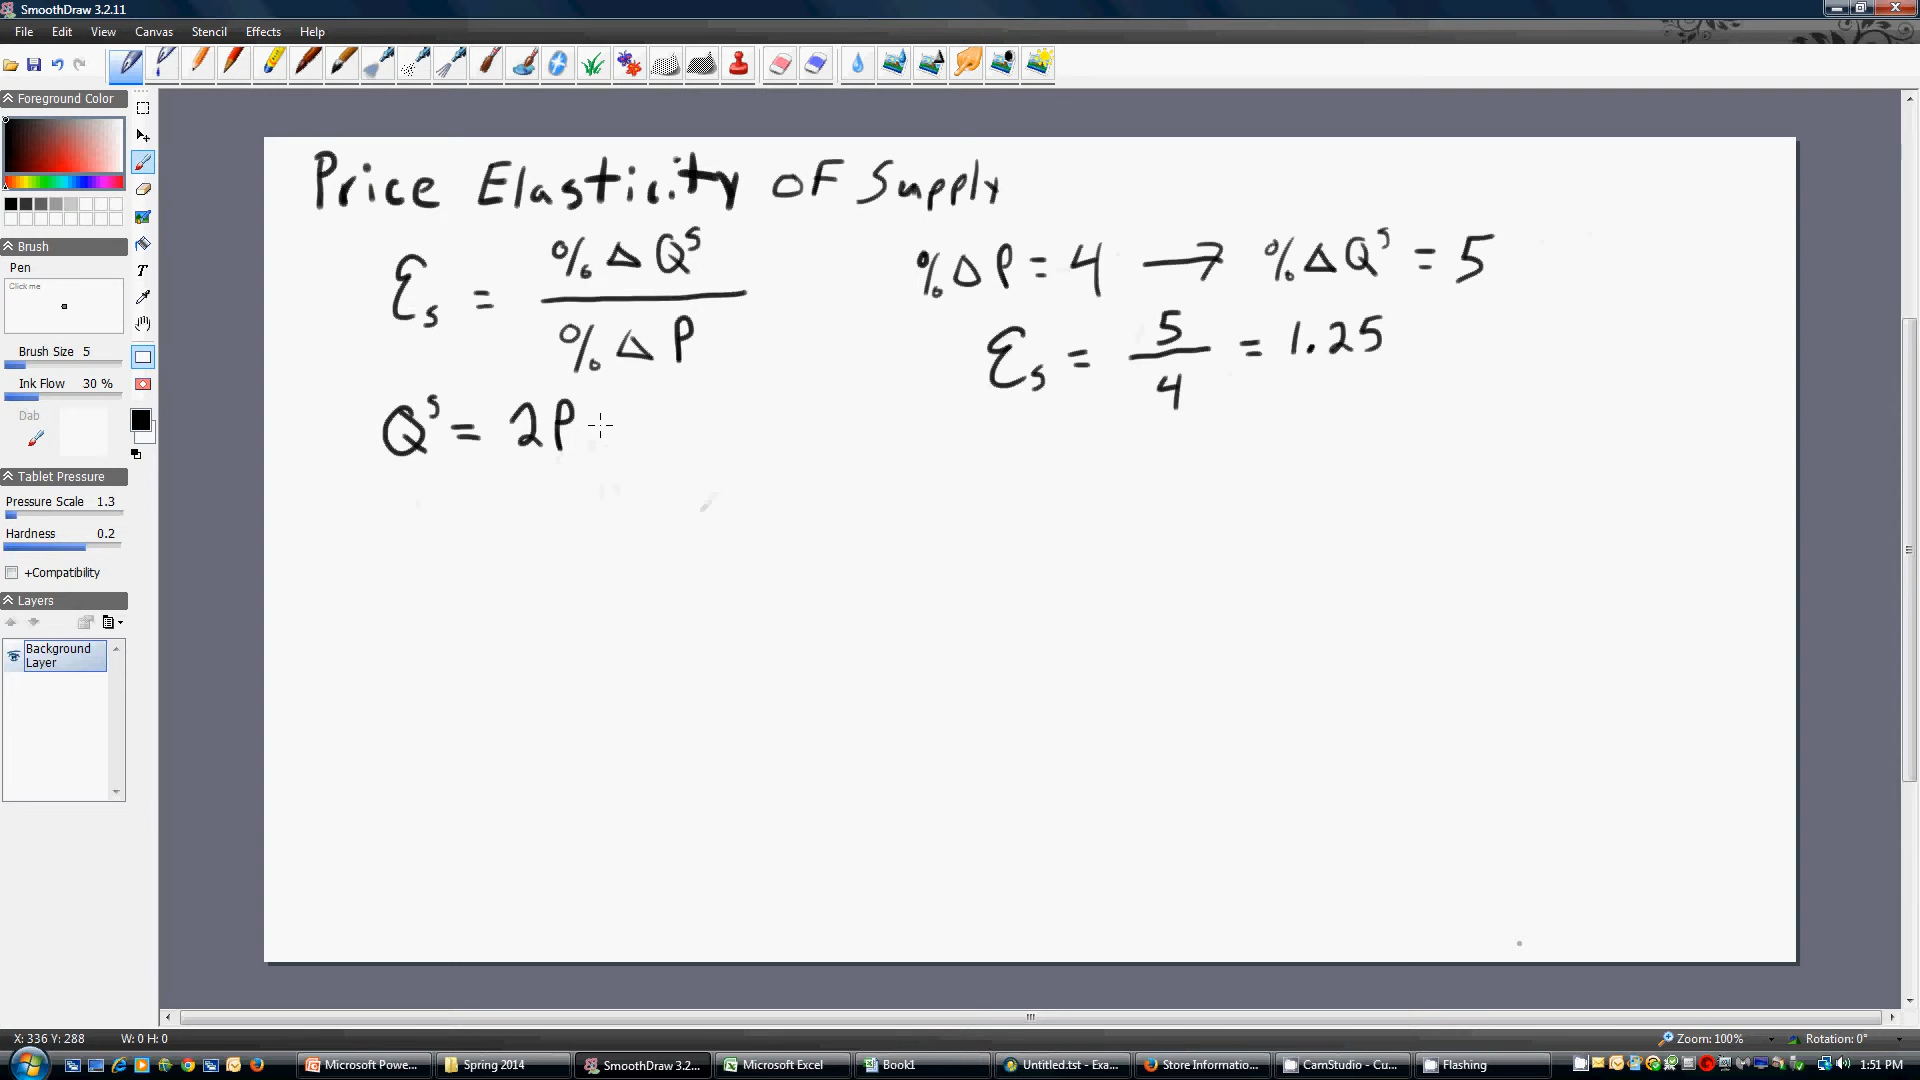 SmoothDraw 3.2.11
File Edit View Canvas Stencil Effects Help
Foreground Color
Brush
Pen
Click me
Brush Size 5
Ink Flow 30 %
Dab
Tablet Pressure
Pressure Scale 1.3
Hardness 0.2
+Compatibility
Layers
Background
Layer
Price Elasticity of Supply
Ɛs = %ΔQˢ / %ΔP
%ΔP = 4 → %ΔQˢ = 5
Ɛs = 5/4 = 1.25
Qˢ = 2P
X: 336 Y: 288 W: 0 H: 0 Zoom: 100% Rotation: 0°
Microsoft Powe... Spring 2014 SmoothDraw 3.2... Microsoft Excel Book1 Untitled.tst - Exa... Store Informatio... CamStudio - Cu... Flashing 1:51 PM